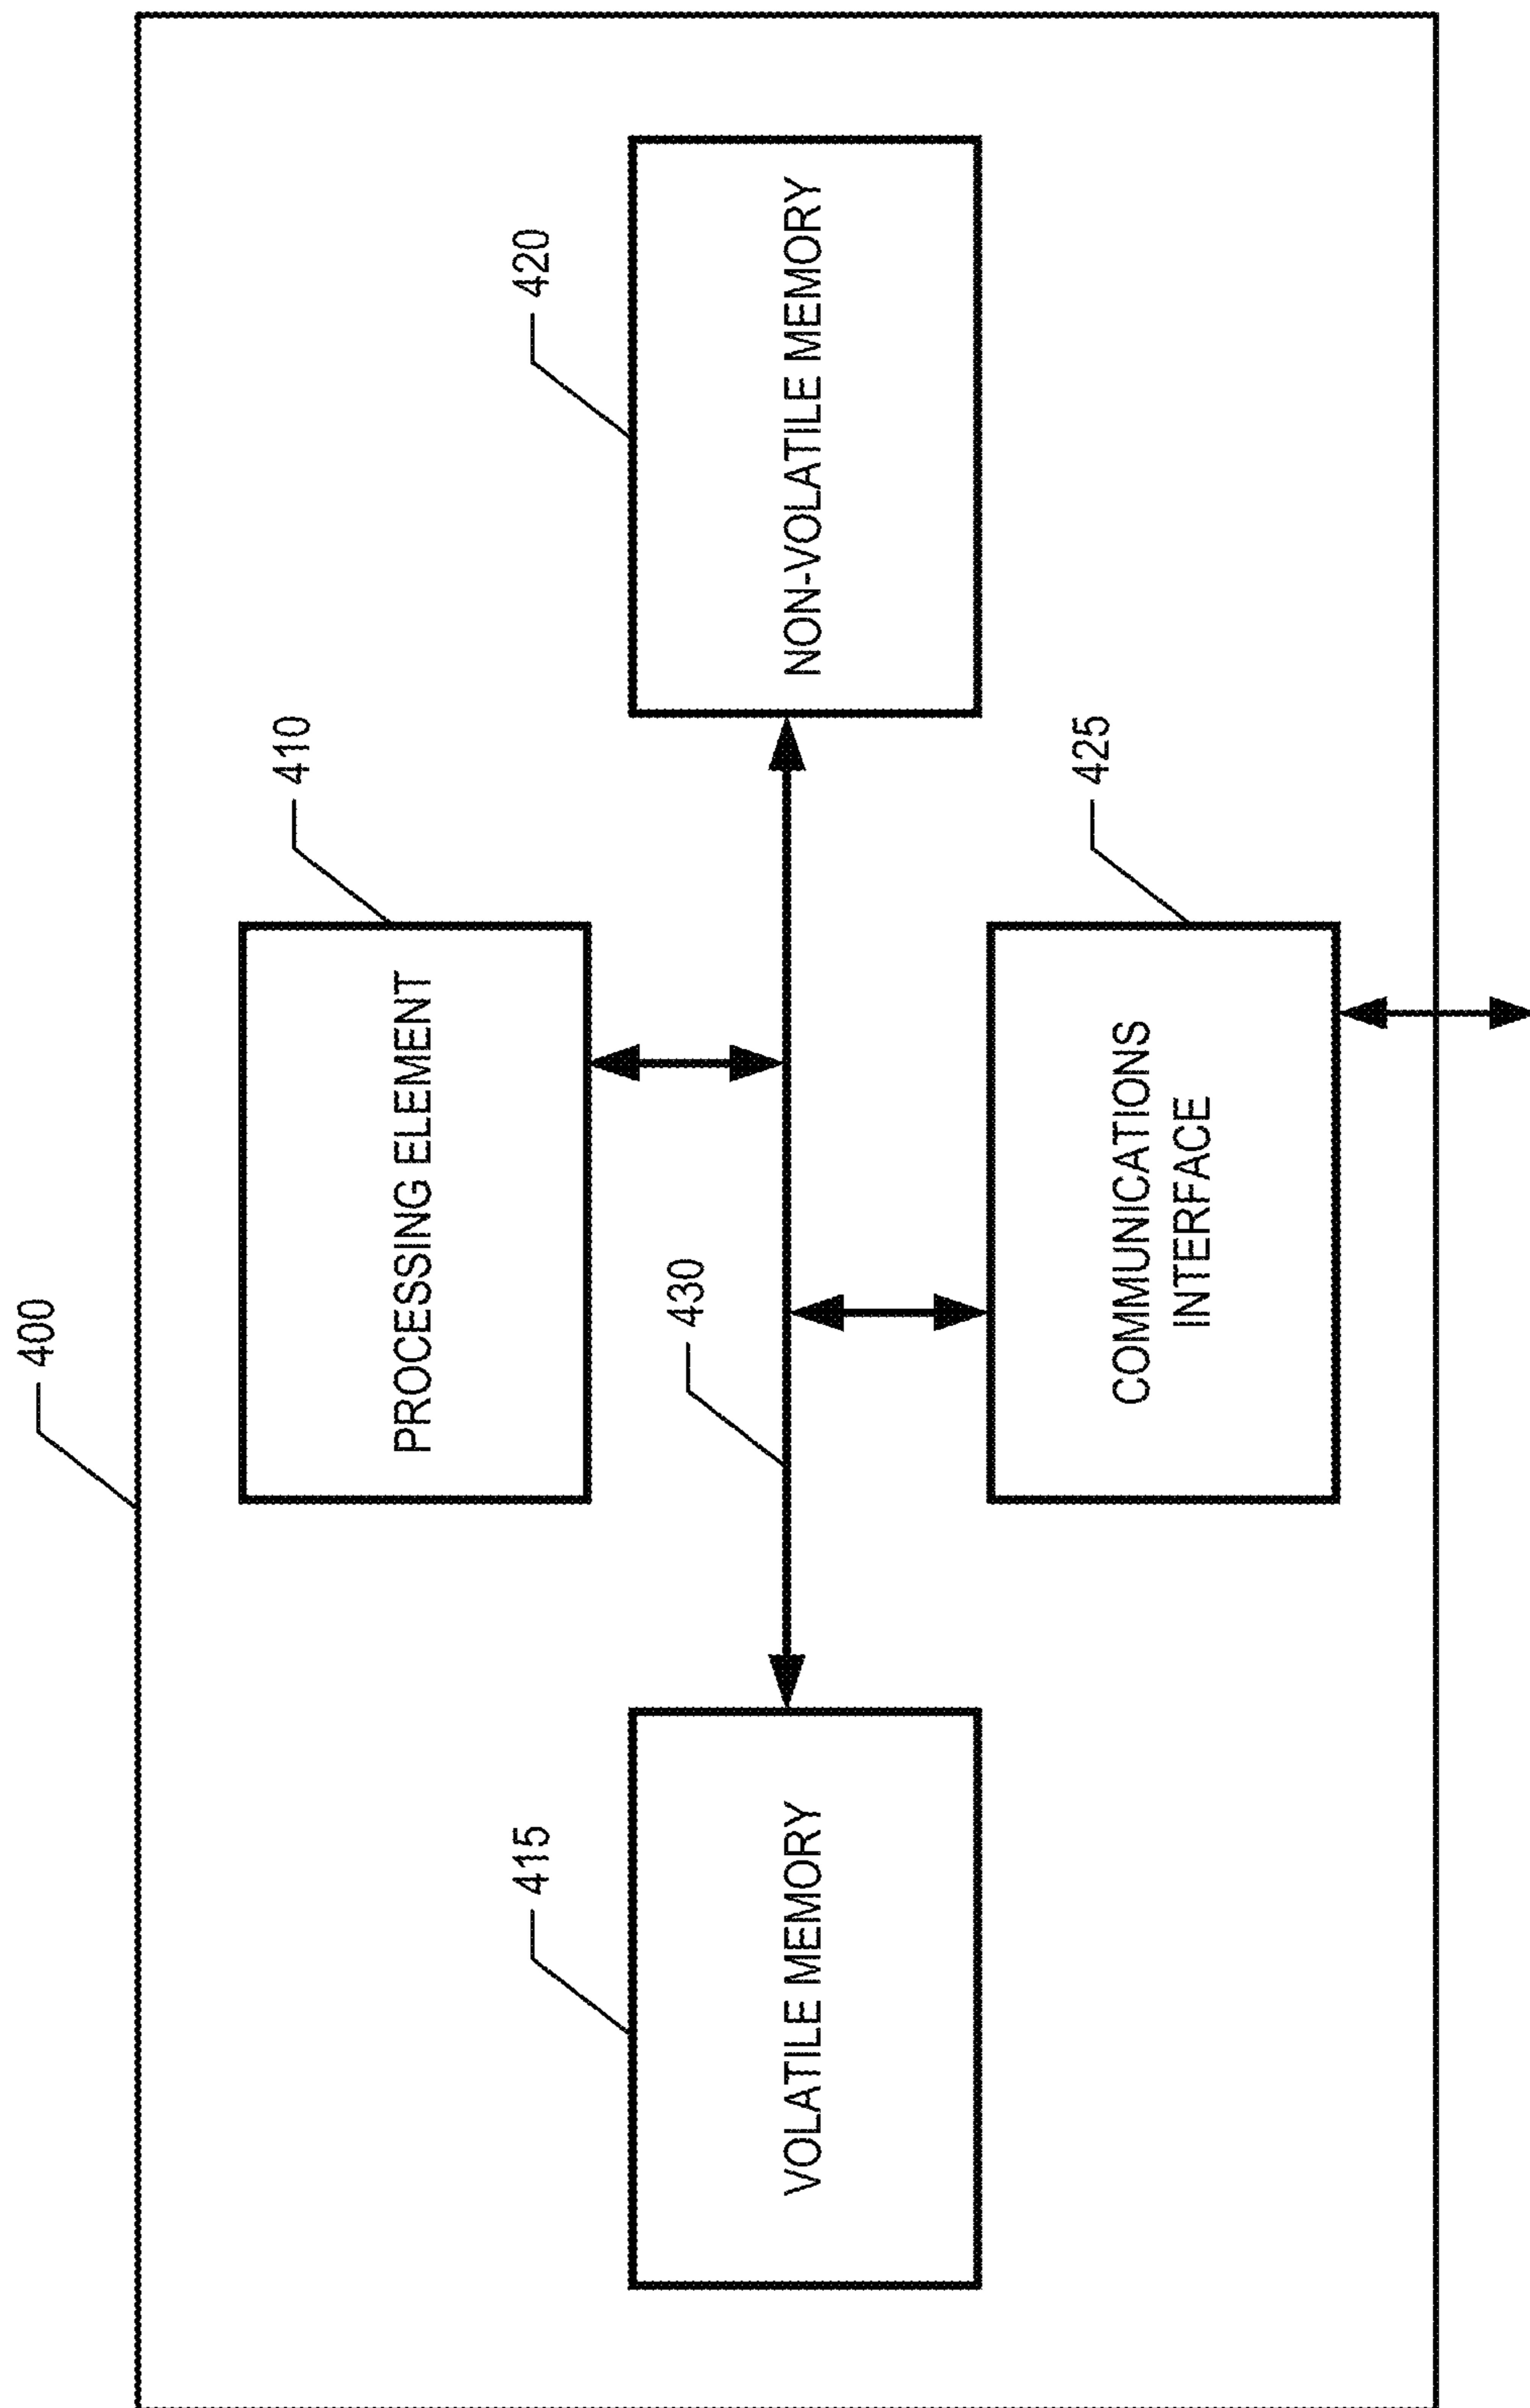 400
410
PROCESSING ELEMENT
415
420
VOLATILE MEMORY
NON-VOLATILE MEMORY
430
425
COMMUNICATIONS
INTERFACE